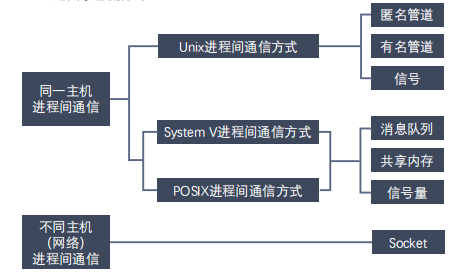 匿名管道
Unix进程间通信方式
有名管道
同一主机
进程间通信
信号
System V进程间通信方式
消息队列
共享内存
POSIX进程间通信方式
信号量
不同主机
（网络）
进程间通信
Socket